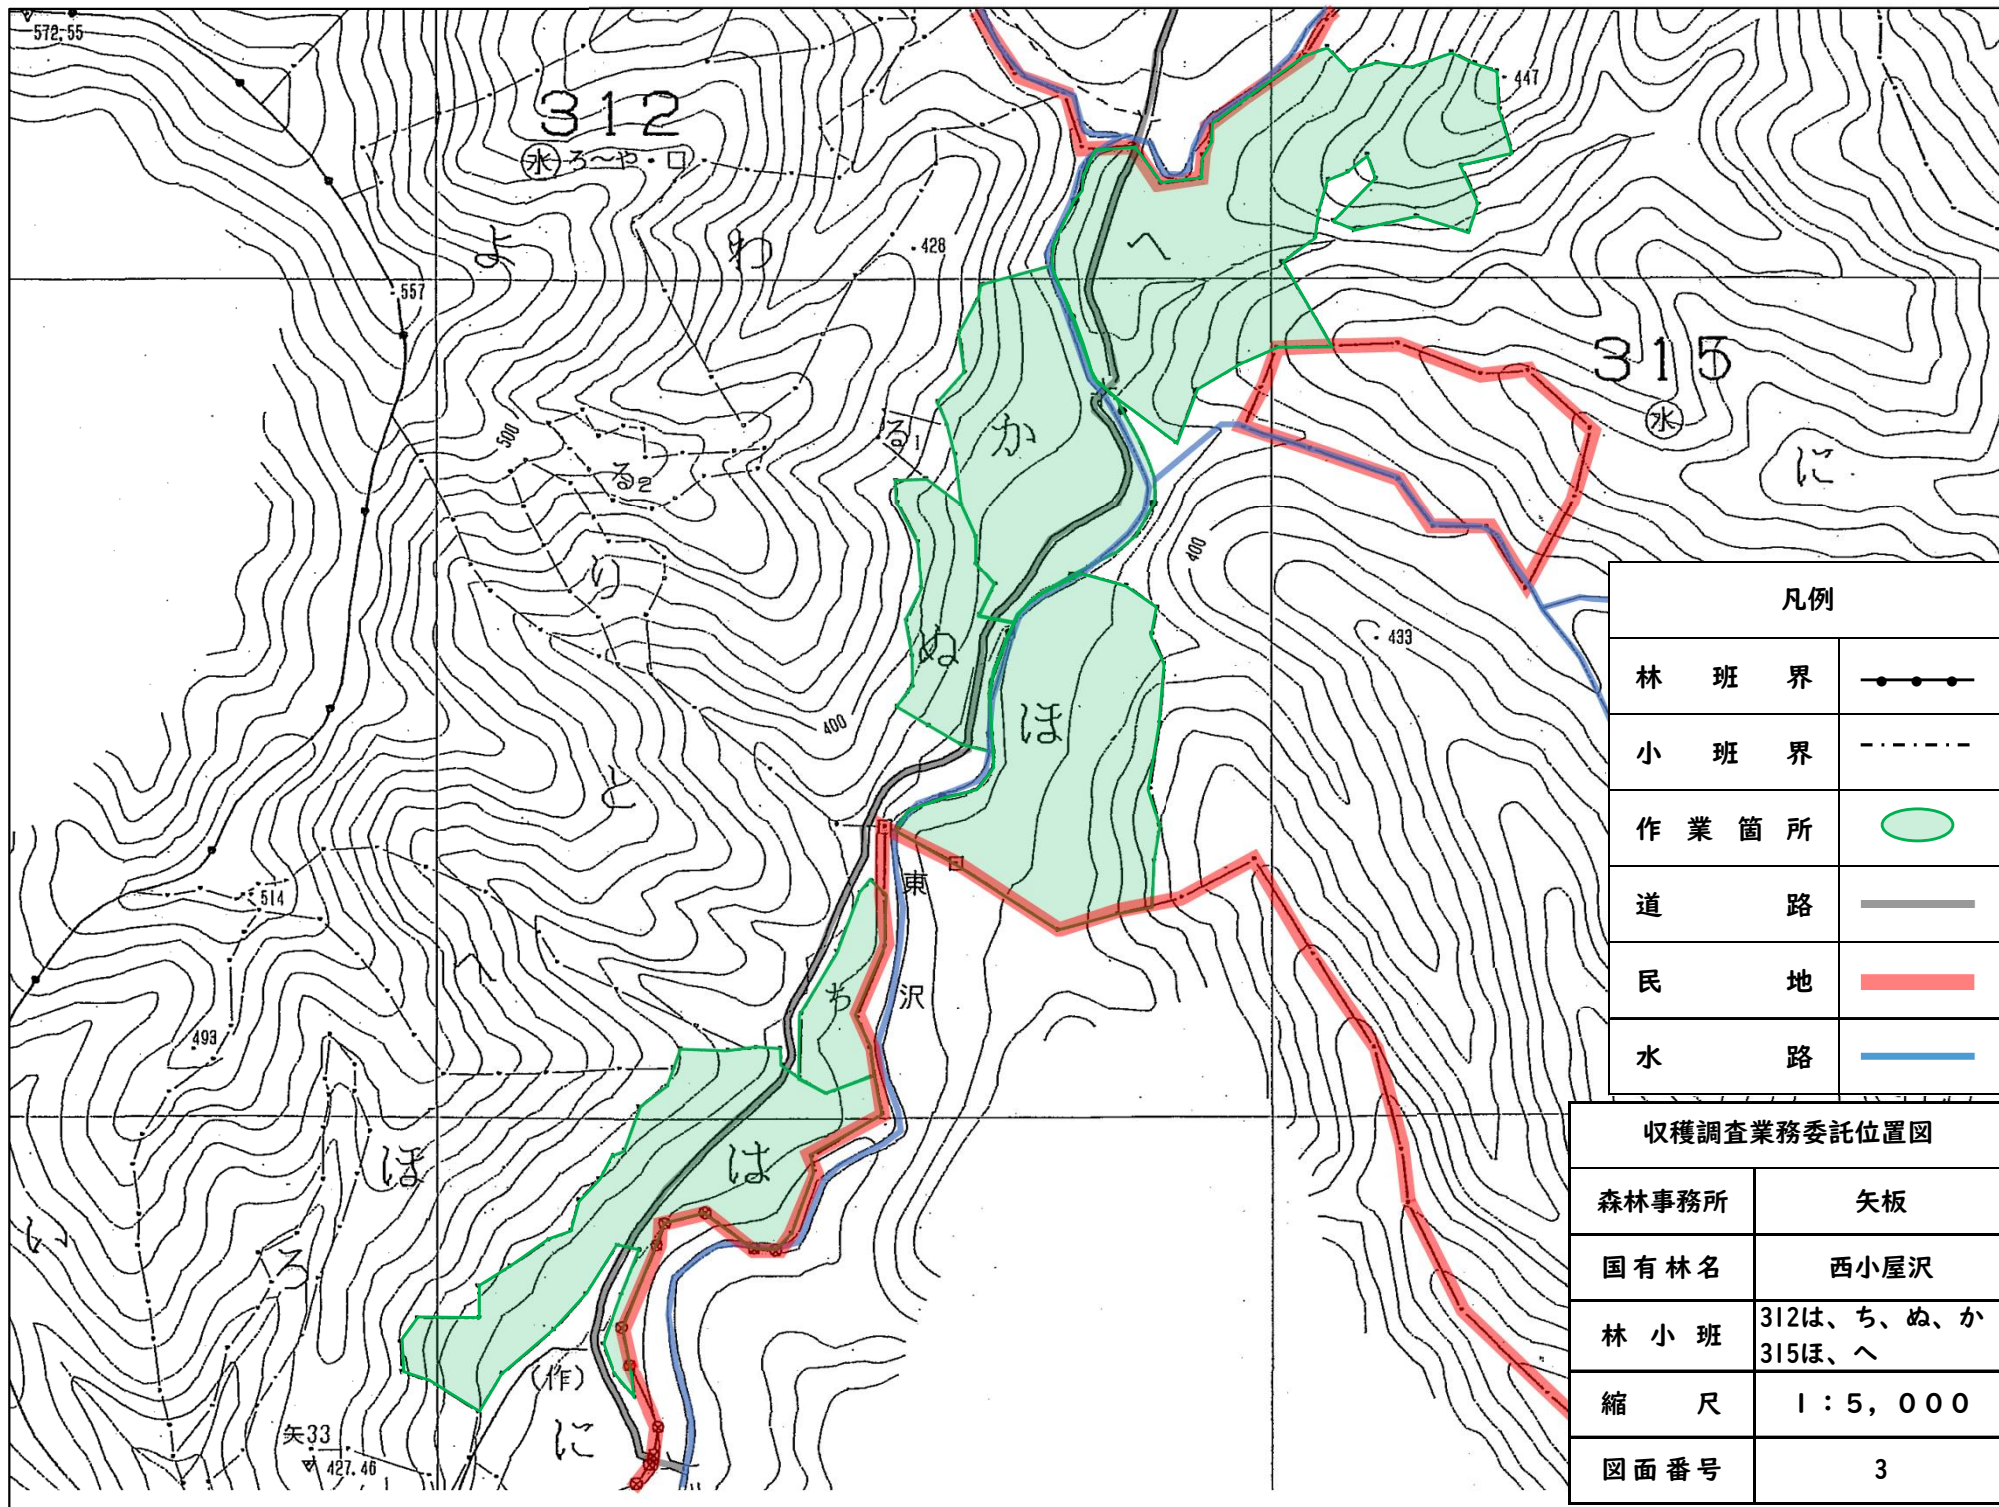 572.55
312
水 ろ〜や・ロ
447
よ
わ
428
へ
557
315
水
る1
か
に
500
る2
400
り
433
ぬ
ほ
400
と
東
沢
514
へ
ち
493
ほ
は
い
ろ
(作)
に
矢33
427.46
凡例
林班界
小班界
作業箇所
道路
民地
水路
収穫調査業務委託位置図
森林事務所 矢板
国有林名 西小屋沢
林小班 312は、ち、ぬ、か
315ほ、へ
縮尺 1：5，000
図面番号 3